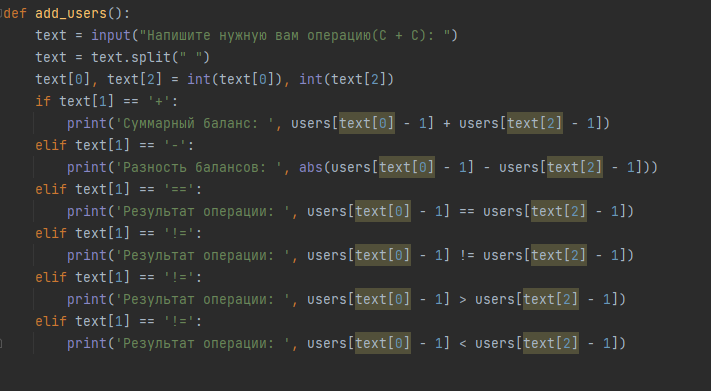 def add_users():
    text = input("Напишите нужную вам операцию(С + С): ")
    text = text.split(" ")
    text[0], text[2] = int(text[0]), int(text[2])
    if text[1] == '+':
        print('Суммарный баланс: ', users[text[0] - 1] + users[text[2] - 1])
    elif text[1] == '-':
        print('Разность балансов: ', abs(users[text[0] - 1] - users[text[2] - 1]))
    elif text[1] == '==':
        print('Результат операции: ', users[text[0] - 1] == users[text[2] - 1])
    elif text[1] == '!=':
        print('Результат операции: ', users[text[0] - 1] != users[text[2] - 1])
    elif text[1] == '!=':
        print('Результат операции: ', users[text[0] - 1] > users[text[2] - 1])
    elif text[1] == '!=':
        print('Результат операции: ', users[text[0] - 1] < users[text[2] - 1])